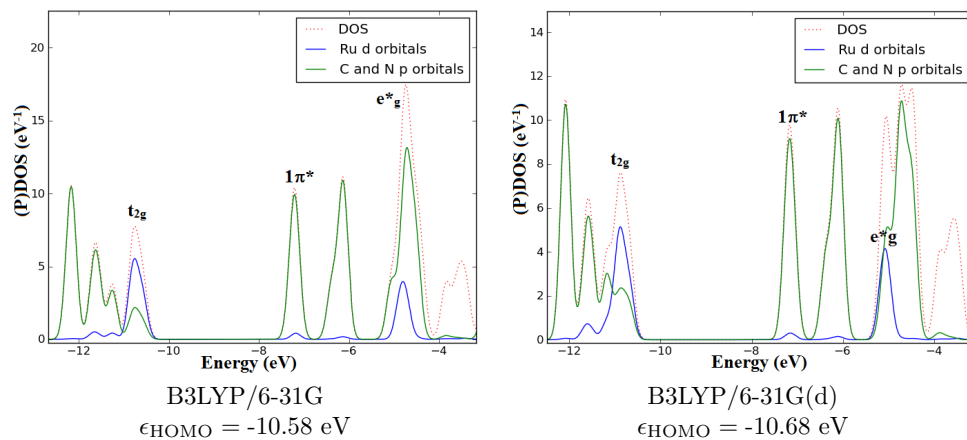 DOS
Ru d orbitals
C and N p orbitals
e*g
1π*
t2g
(P)DOS (eV⁻¹)
20
15
10
5
0
−12
−10
−8
−6
−4
Energy (eV)
B3LYP/6-31G
ϵHOMO = -10.58 eV
DOS
Ru d orbitals
C and N p orbitals
1π*
t2g
e*g
(P)DOS (eV⁻¹)
14
12
10
8
6
4
2
0
−12
−10
−8
−6
−4
Energy (eV)
B3LYP/6-31G(d)
ϵHOMO = -10.68 eV